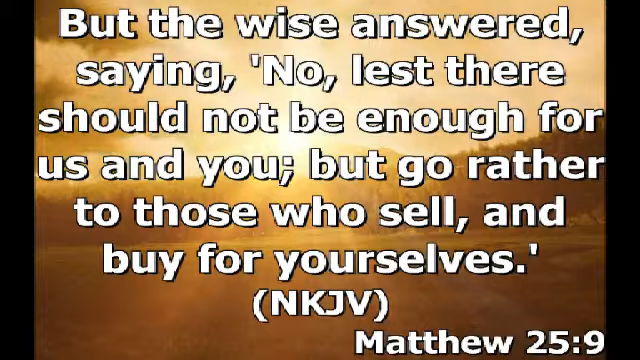 But the wise answered,
saying, 'No, lest there
should not be enough for
us and you; but go rather
to those who sell, and
buy for yourselves.'
(NKJV)
Matthew 25:9